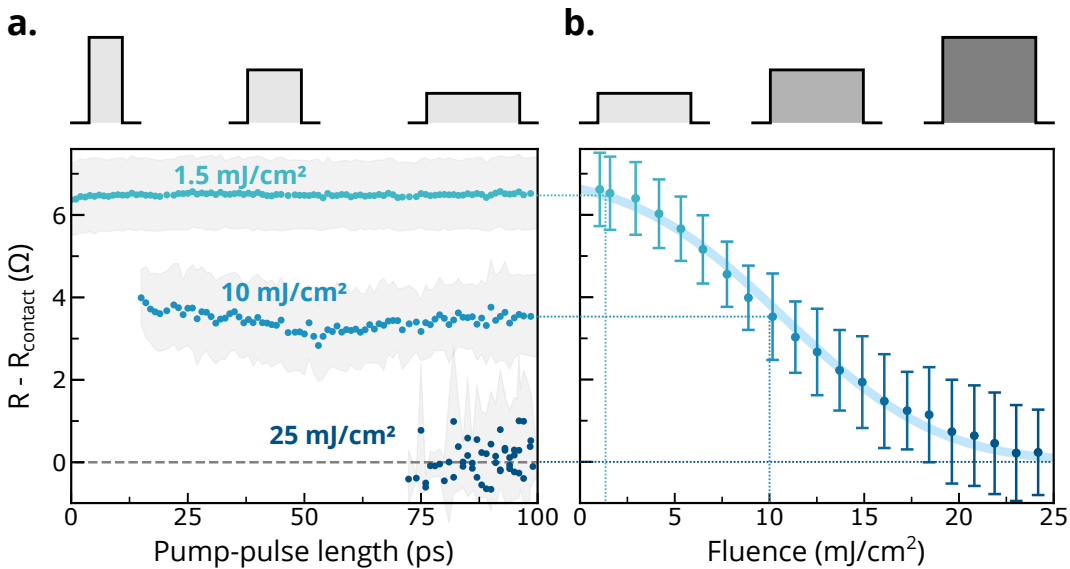 a.
b.
1.5 mJ/cm²
10 mJ/cm²
25 mJ/cm²
R - R_contact (Ω)
6
4
2
0
0
25
50
75
100
Pump-pulse length (ps)
0
5
10
15
20
25
Fluence (mJ/cm²)